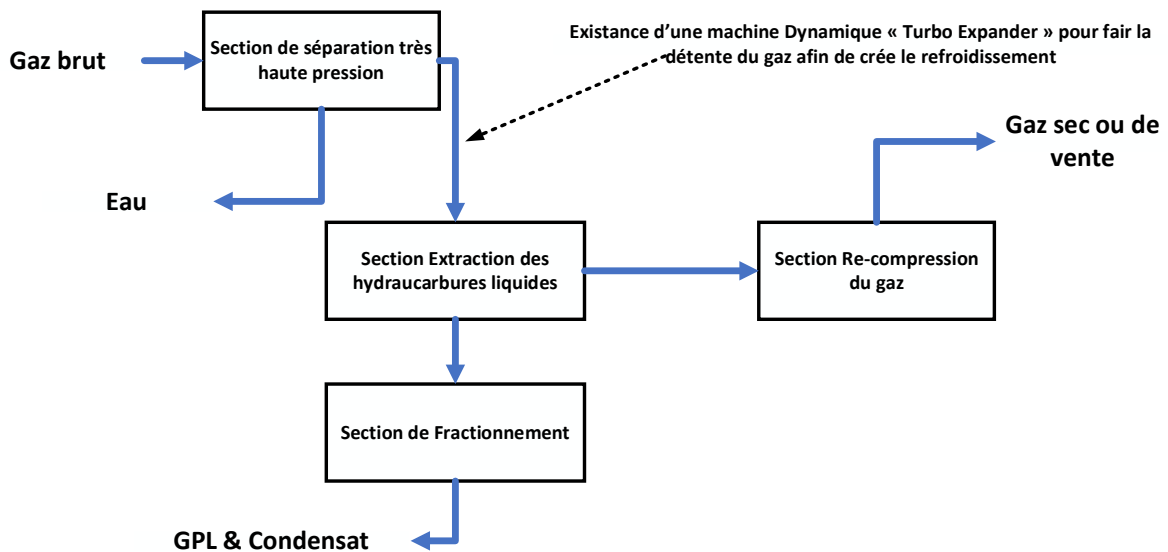 Gaz brut
Section de séparation très
haute pression
Existance d'une machine Dynamique « Turbo Expander » pour fair la
détente du gaz afin de crée le refroidissement
Gaz sec ou de
vente
Eau
Section Extraction des
hydraucarbures liquides
Section Re-compression
du gaz
Section de Fractionnement
GPL & Condensat